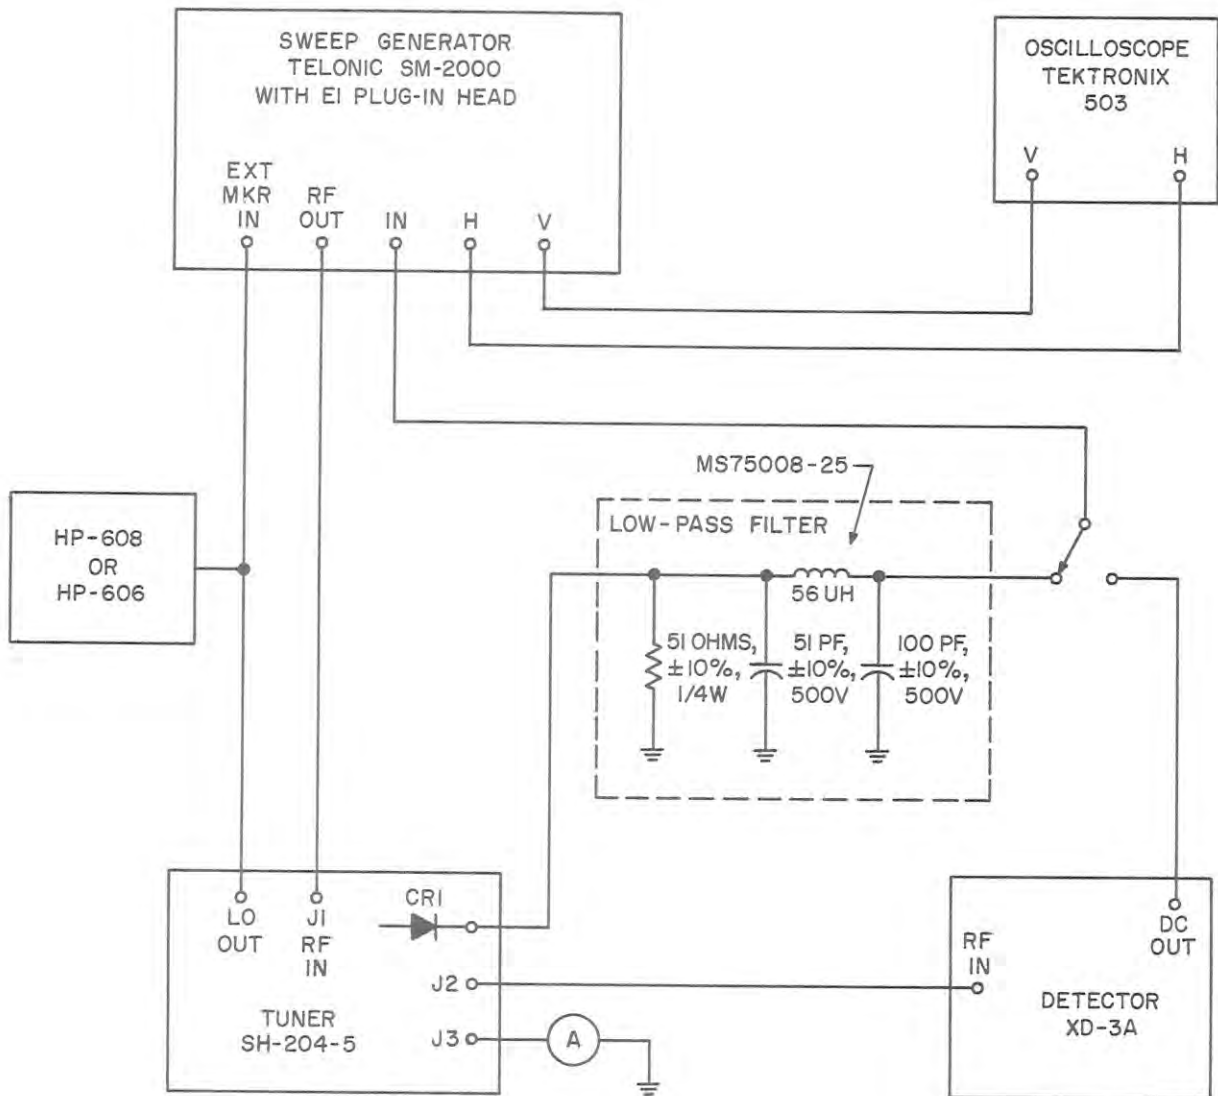 SWEEP GENERATOR
TELONIC SM-2000
WITH E1 PLUG-IN HEAD
EXT
MKR
IN
RF
OUT
IN
H
V
OSCILLOSCOPE
TEKTRONIX
503
V
H
HP-608
OR
HP-606
MS75008-25
LOW-PASS FILTER
56 UH
51 OHMS,
±10%,
1/4W
51 PF,
±10%,
500V
100 PF,
±10%,
500V
LO
OUT
J1
RF
IN
CR1
J2
J3
TUNER
SH-204-5
A
RF
IN
DC
OUT
DETECTOR
XD-3A